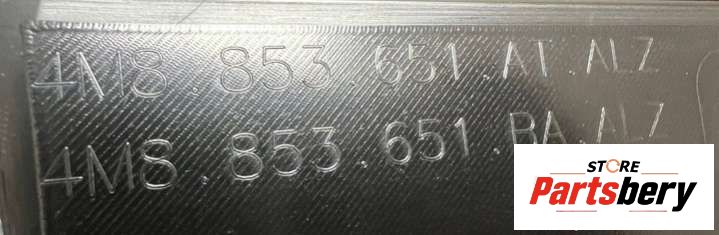 4M8.853.651 AT ALZ
4M8.853.651 BA.ALZ
STORE
Partsbery